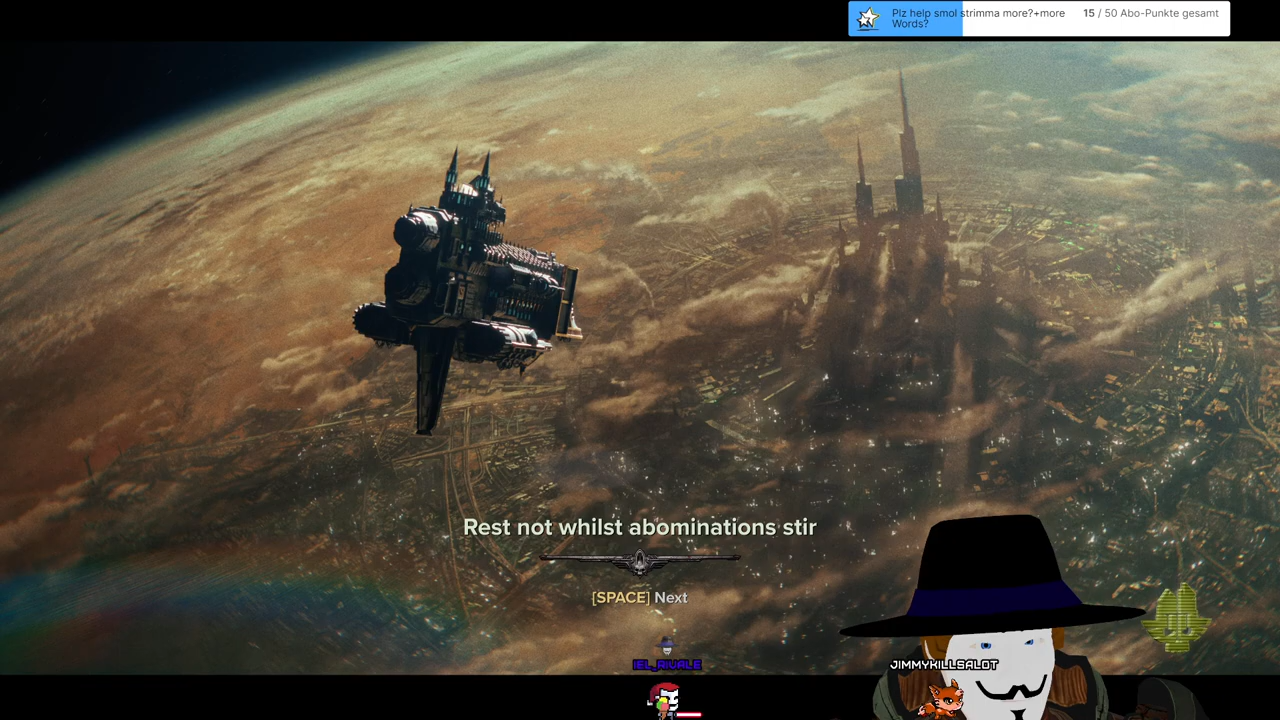 Plz help smol strimma more?+more
Words?
15 / 50 Abo-Punkte gesamt
Rest not whilst abominations stir
[SPACE] Next
IEL_RIVALE
JIMMYKILLSALOT